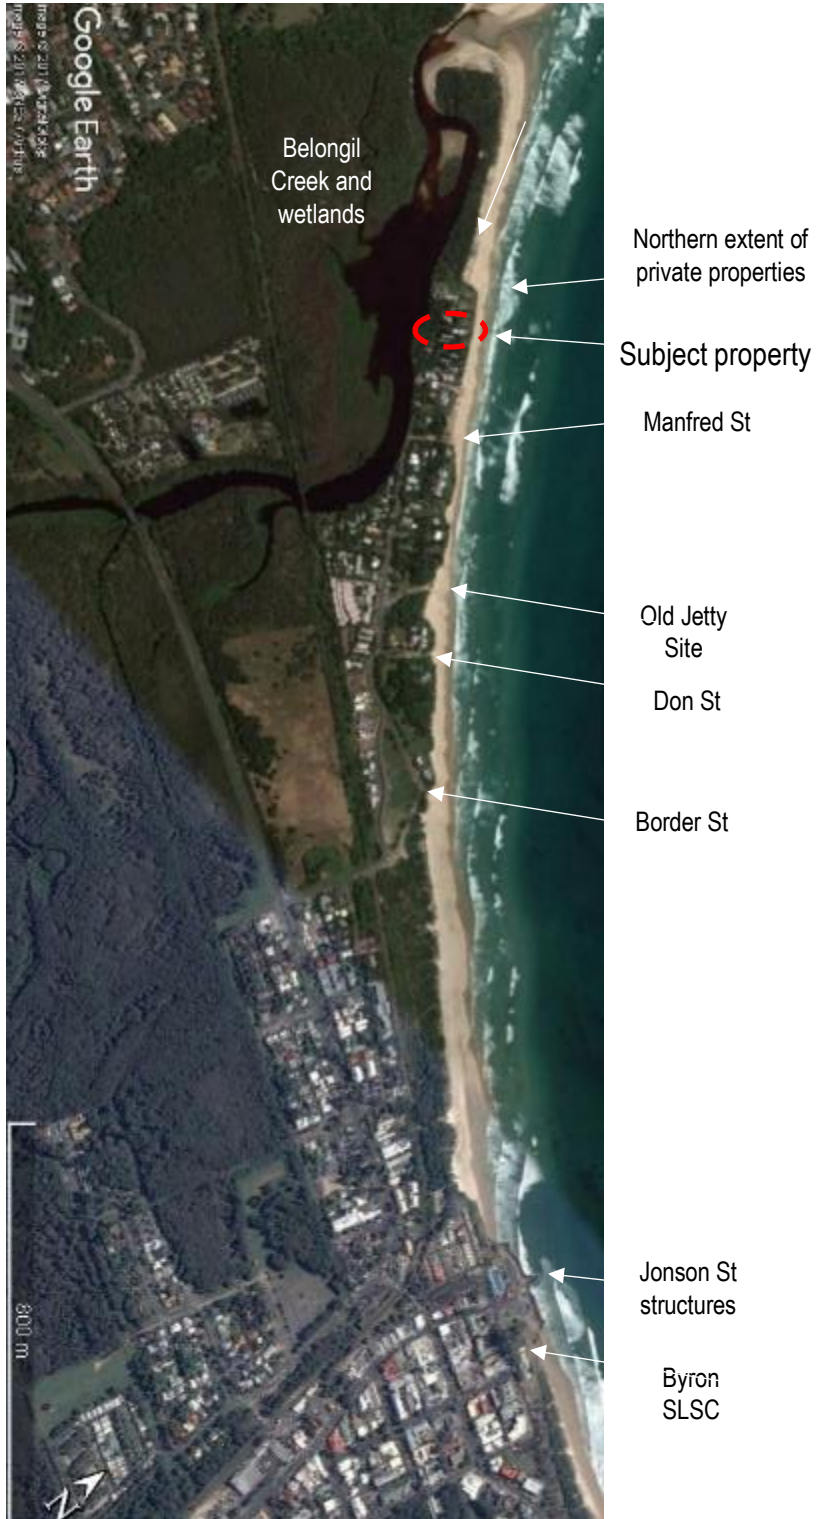 Google Earth
Belongil
Creek and
wetlands
Northern extent of
private properties
Subject property
Manfred St
Old Jetty
Site
Don St
Border St
Jonson St
structures
Byron
SLSC
800 m
N